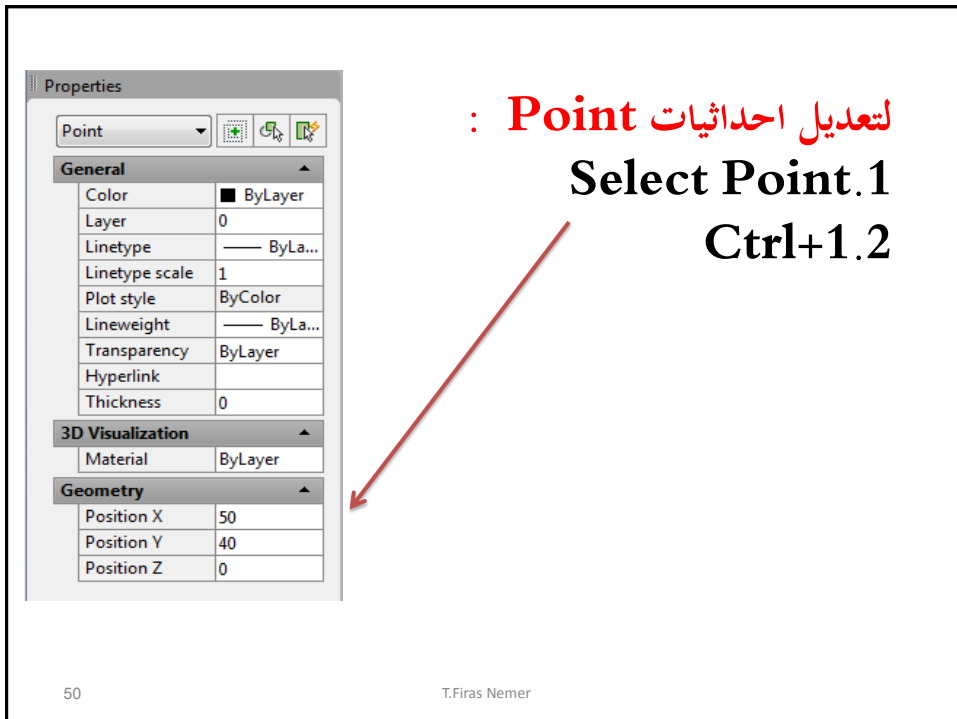 لتعديل احداثيات Point :
1.Select Point
2.Ctrl+1
Properties
Point
General
Color ByLayer
Layer 0
Linetype ByLa...
Linetype scale 1
Plot style ByColor
Lineweight ByLa...
Transparency ByLayer
Hyperlink
Thickness 0
3D Visualization
Material ByLayer
Geometry
Position X 50
Position Y 40
Position Z 0
50 T.Firas Nemer